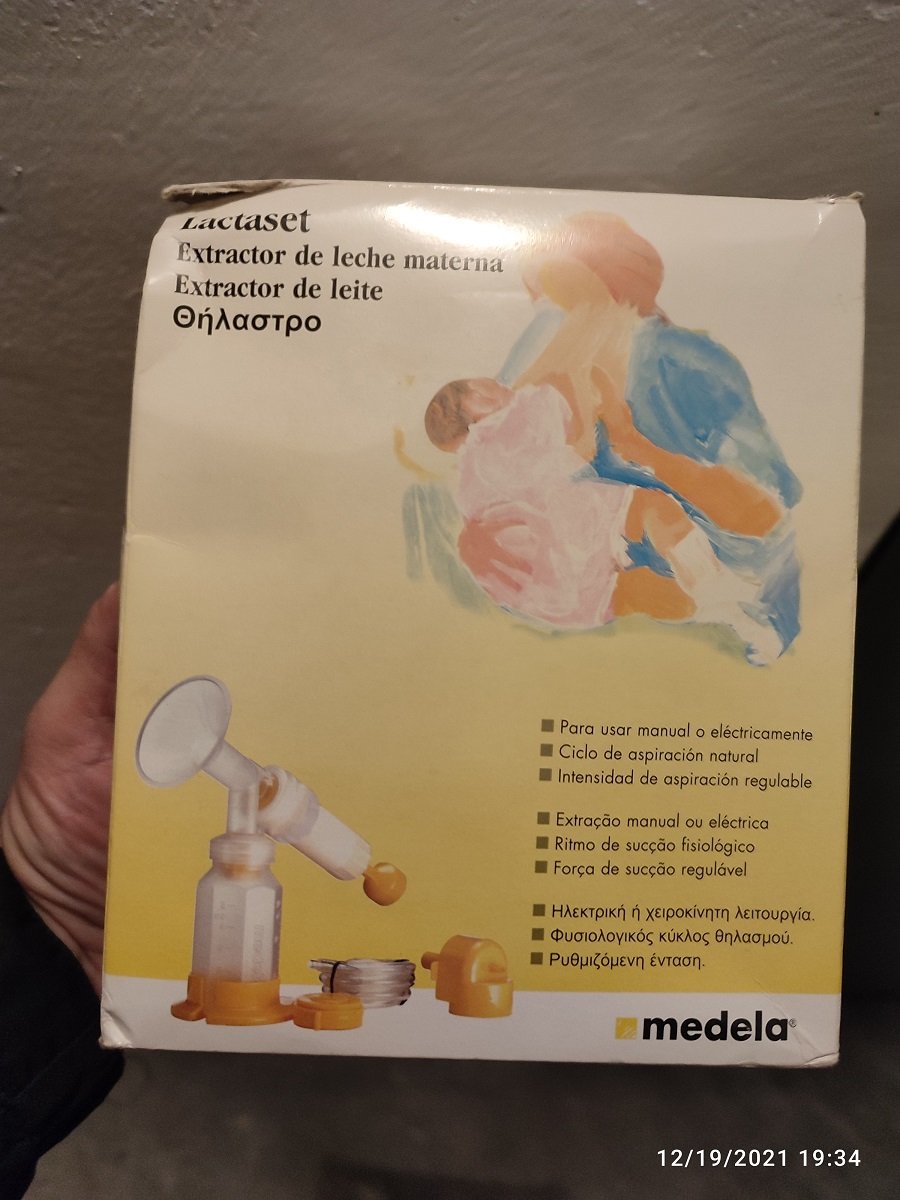 Lactaset
Extractor de leche materna
Extractor de leite
Θήλαστρο
Para usar manual o eléctricamente
Ciclo de aspiración natural
Intensidad de aspiración regulable
Extração manual ou eléctrica
Ritmo de sucção fisiológico
Força de sucção regulável
Ηλεκτρική ή χειροκίνητη λειτουργία.
Φυσιολογικός κύκλος θηλασμού.
Ρυθμιζόμενη ένταση.
medela®
12/19/2021 19:34